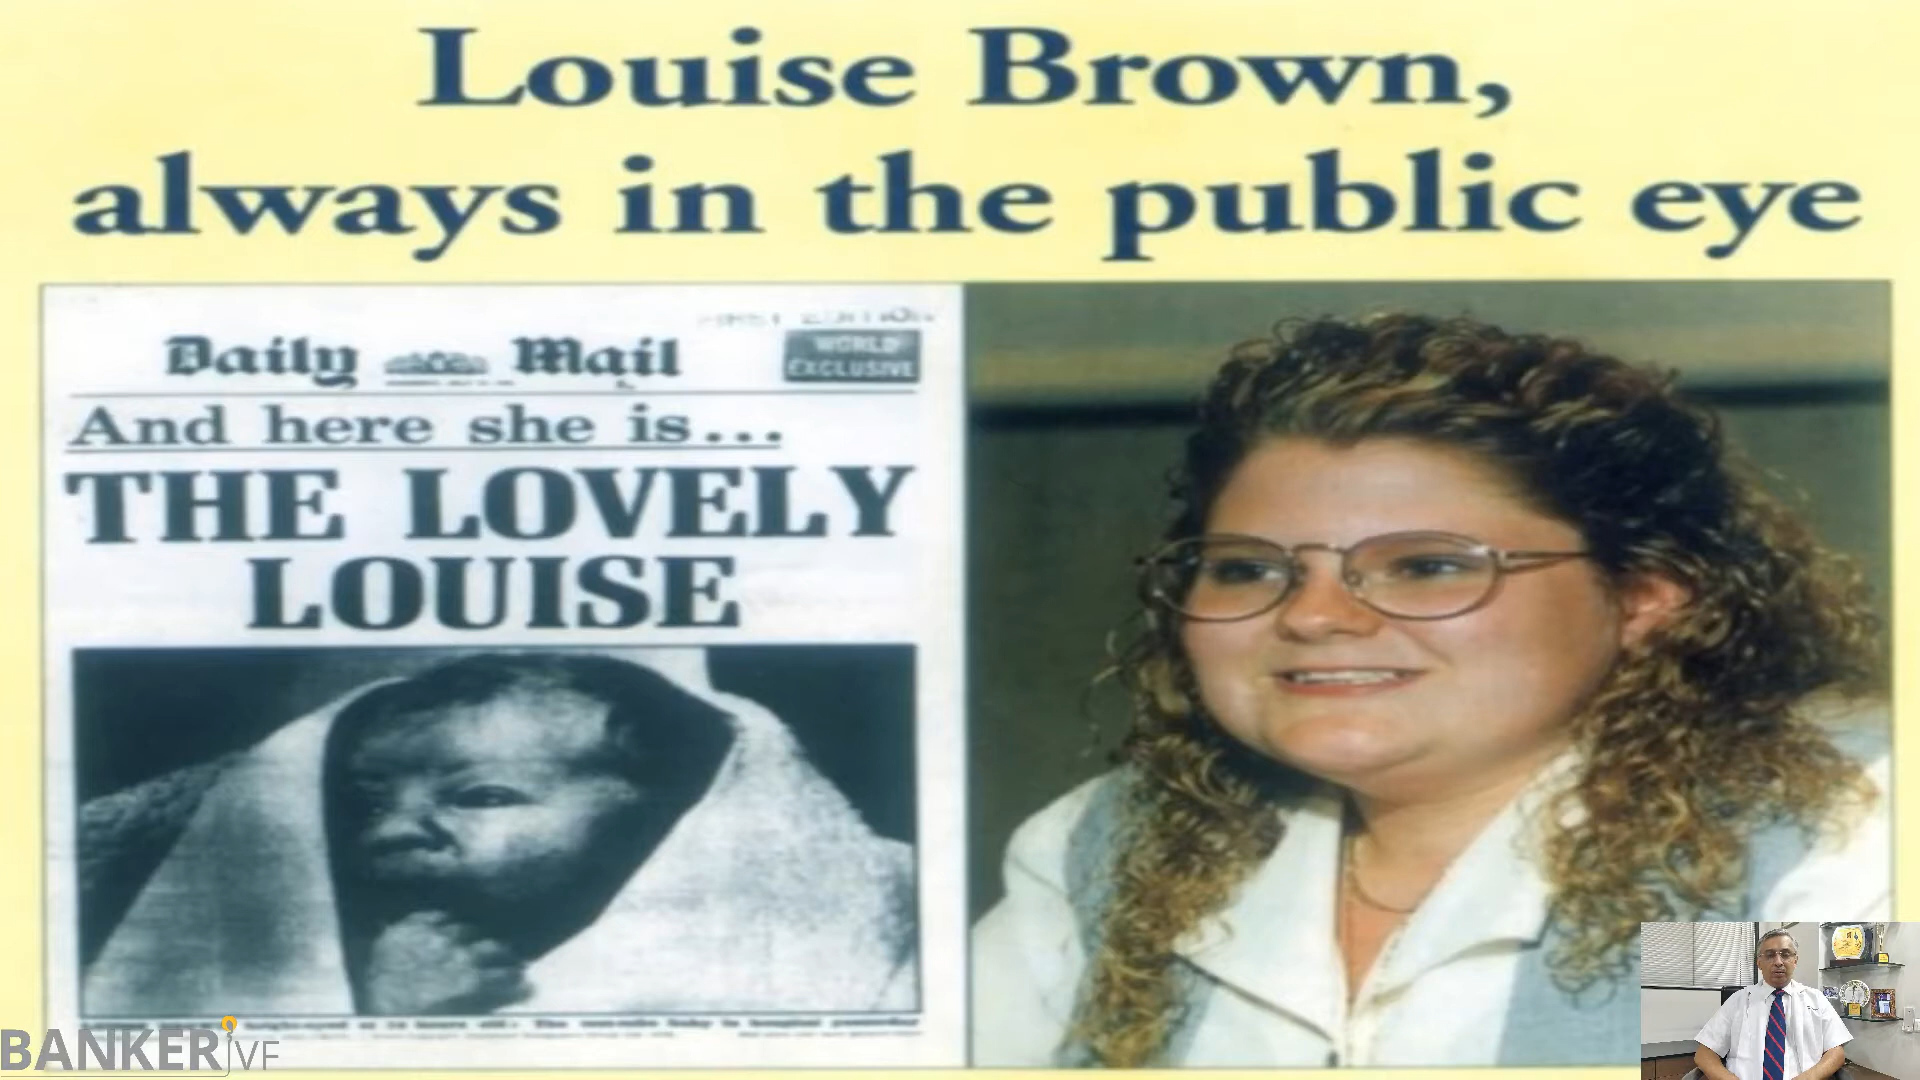 Louise Brown,
always in the public eye
FIRST EDITION
Daily Mail
WORLD
EXCLUSIVE
And here she is...
THE LOVELY
LOUISE
BANKER IVF